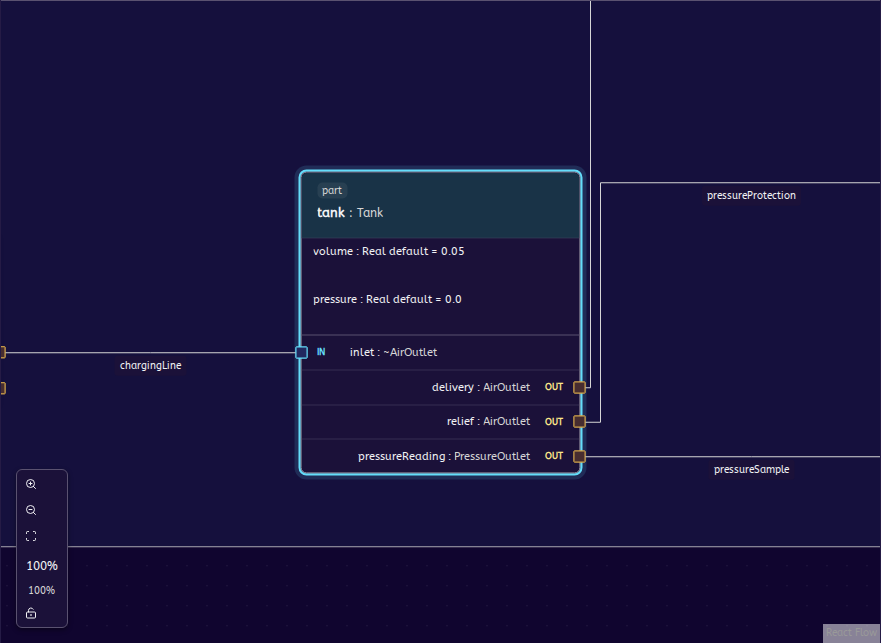 part
tank : Tank
volume : Real default = 0.05
pressure : Real default = 0.0
IN inlet : ~AirOutlet
delivery : AirOutlet OUT
relief : AirOutlet OUT
pressureReading : PressureOutlet OUT
chargingLine
pressureProtection
pressureSample
100%
100%
React Flow